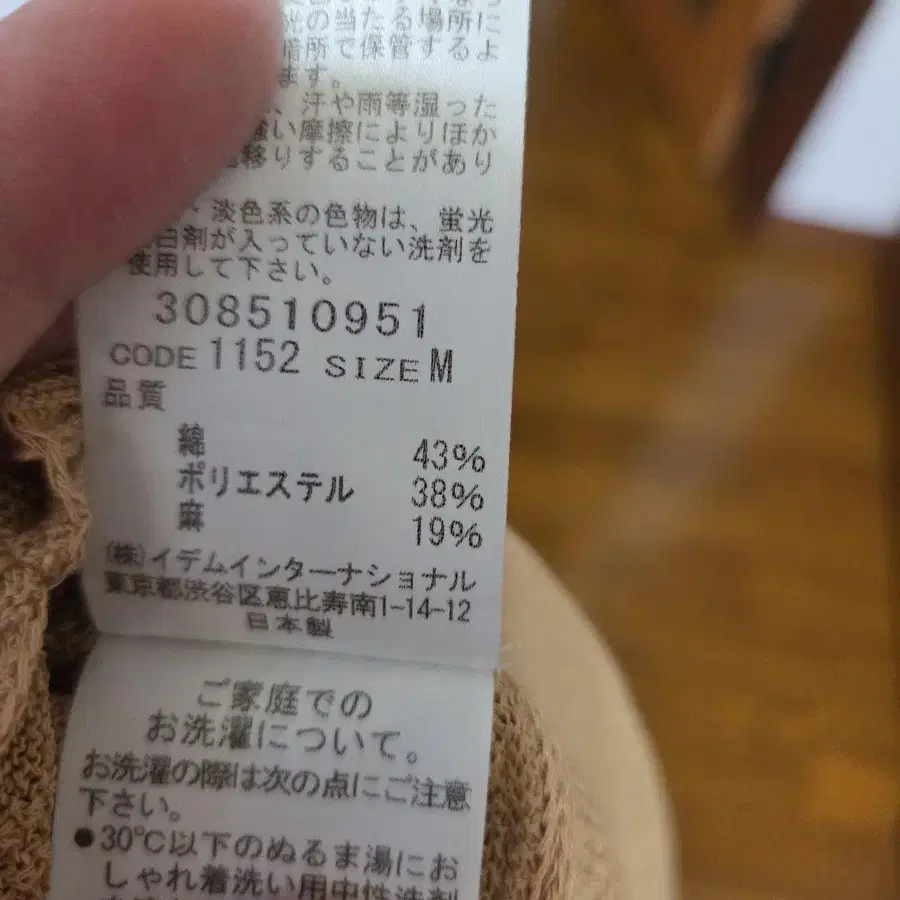 の当たる場所に
所で保管するよ
ます。
、汗や雨等湿った
い摩擦によりほか
移りすることがあり
淡色系の色物は、蛍光
白剤が入っていない洗剤を
使用して下さい。
308510951
CODE 1152 SIZE M
品質
綿 43%
ポリエステル 38%
麻 19%
(株)イデムインターナショナル
東京都渋谷区恵比寿南1-14-12
日本製
ご家庭での
お洗濯について。
お洗濯の際は次の点にご注意
下さい。
●30℃以下のぬるま湯にお
しゃれ着洗い用中性洗剤